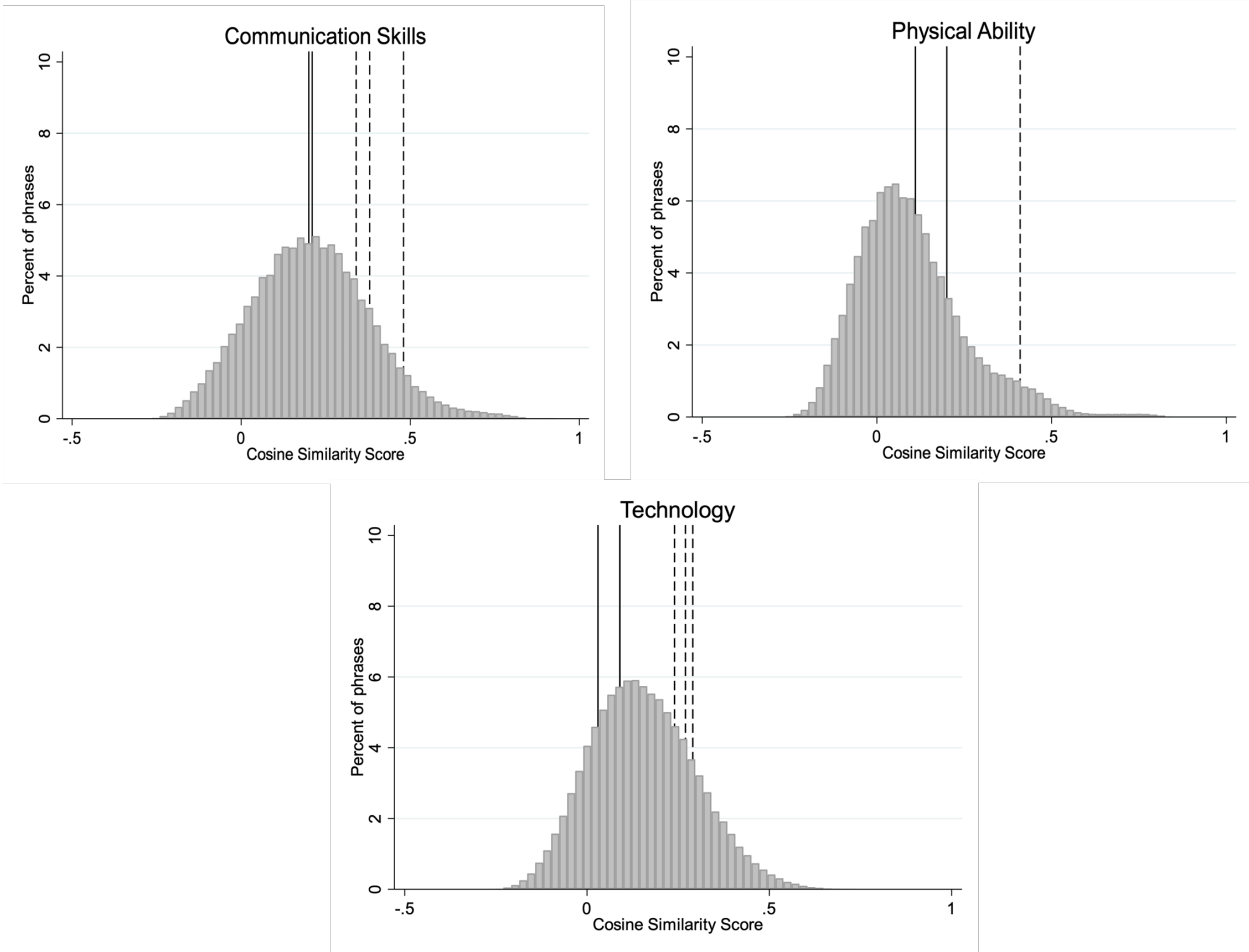 Communication Skills
Percent of phrases
10
8
6
4
2
0
-.5 0 .5 1
Cosine Similarity Score
Physical Ability
Percent of phrases
10
8
6
4
2
0
-.5 0 .5 1
Cosine Similarity Score
Technology
Percent of phrases
10
8
6
4
2
0
-.5 0 .5 1
Cosine Similarity Score